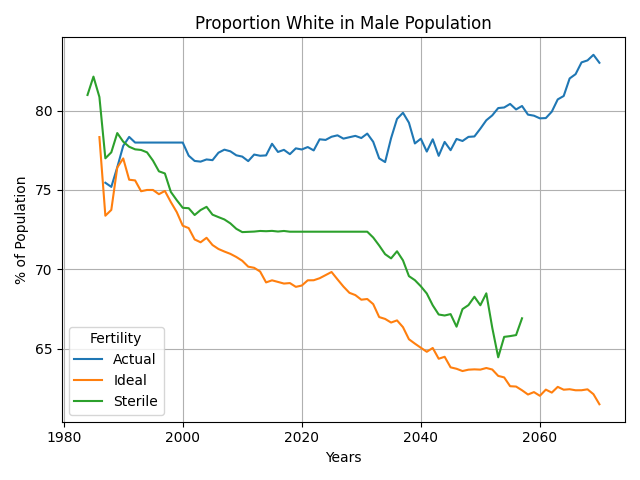 Proportion White in Male Population
% of Population
80
75
70
65
Fertility
Actual
Ideal
Sterile
1980
2000
2020
2040
2060
Years